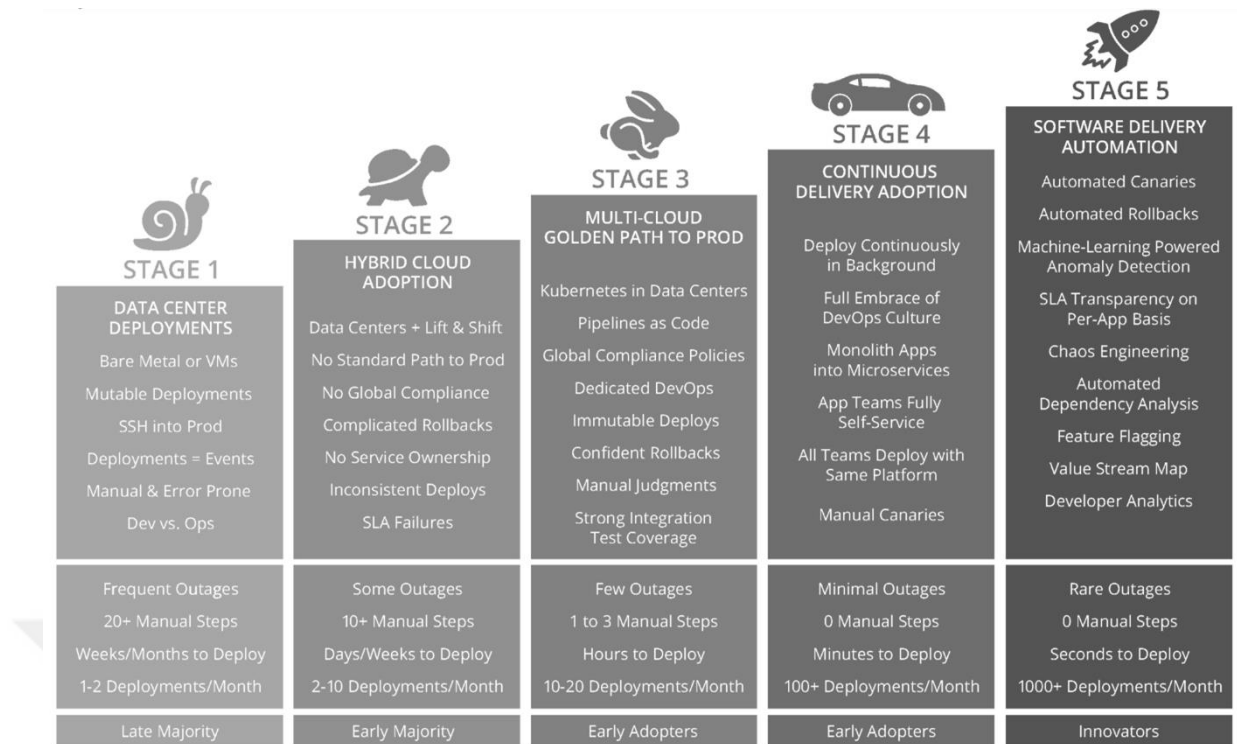 STAGE 1
DATA CENTER
DEPLOYMENTS
Bare Metal or VMs
Mutable Deployments
SSH into Prod
Deployments = Events
Manual & Error Prone
Dev vs. Ops
Frequent Outages
20+ Manual Steps
Weeks/Months to Deploy
1-2 Deployments/Month
Late Majority
STAGE 2
HYBRID CLOUD
ADOPTION
Data Centers + Lift & Shift
No Standard Path to Prod
No Global Compliance
Complicated Rollbacks
No Service Ownership
Inconsistent Deploys
SLA Failures
Some Outages
10+ Manual Steps
Days/Weeks to Deploy
2-10 Deployments/Month
Early Majority
STAGE 3
MULTI-CLOUD
GOLDEN PATH TO PROD
Kubernetes in Data Centers
Pipelines as Code
Global Compliance Policies
Dedicated DevOps
Immutable Deploys
Confident Rollbacks
Manual Judgments
Strong Integration
Test Coverage
Few Outages
1 to 3 Manual Steps
Hours to Deploy
10-20 Deployments/Month
Early Adopters
STAGE 4
CONTINUOUS
DELIVERY ADOPTION
Deploy Continuously
in Background
Full Embrace of
DevOps Culture
Monolith Apps
into Microservices
App Teams Fully
Self-Service
All Teams Deploy with
Same Platform
Manual Canaries
Minimal Outages
0 Manual Steps
Minutes to Deploy
100+ Deployments/Month
Early Adopters
STAGE 5
SOFTWARE DELIVERY
AUTOMATION
Automated Canaries
Automated Rollbacks
Machine-Learning Powered
Anomaly Detection
SLA Transparency on
Per-App Basis
Chaos Engineering
Automated
Dependency Analysis
Feature Flagging
Value Stream Map
Developer Analytics
Rare Outages
0 Manual Steps
Seconds to Deploy
1000+ Deployments/Month
Innovators